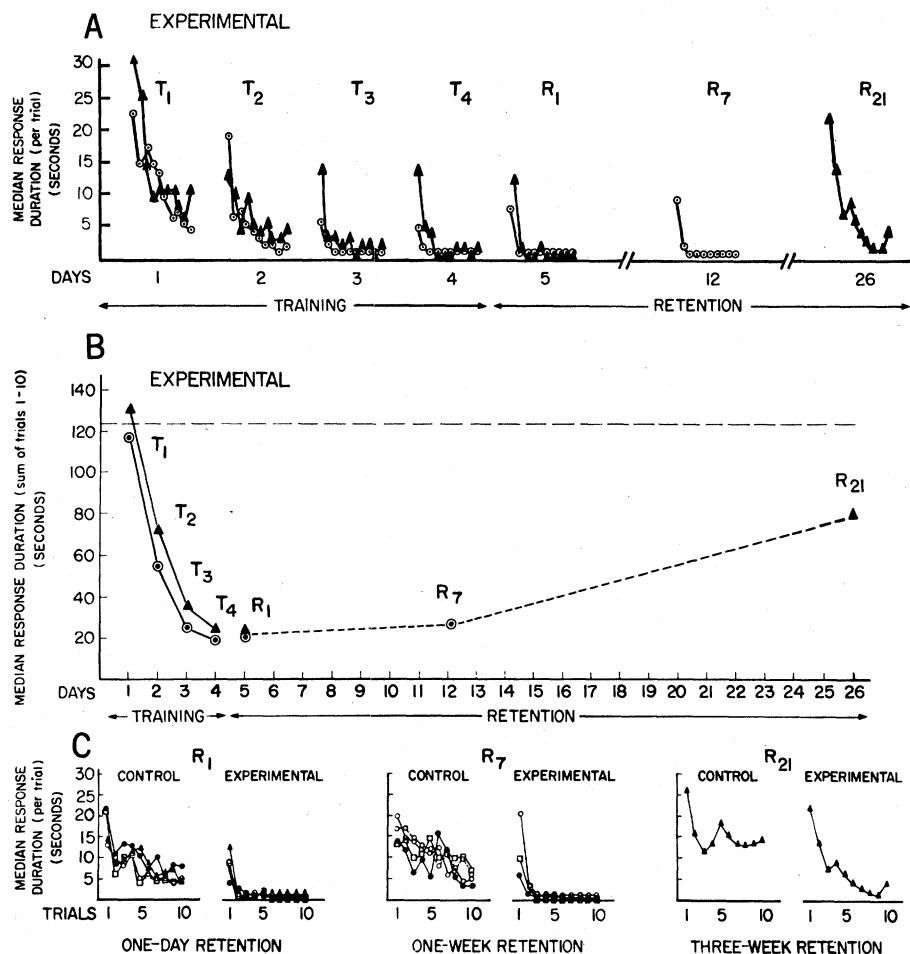 A EXPERIMENTAL
MEDIAN RESPONSE
DURATION (per trial)
(SECONDS)
30
25
20
15
10
5
T1 T2 T3 T4 R1 R7 R21
DAYS 1 2 3 4 5 12 26
TRAINING RETENTION
B EXPERIMENTAL
MEDIAN RESPONSE DURATION (sum of trials 1-10)
(SECONDS)
140
120
100
80
60
40
20
T1
T2
T3
T4 R1 R7 R21
DAYS 1 2 3 4 5 6 7 8 9 10 11 12 13 14 15 16 17 18 19 20 21 22 23 24 25 26
TRAINING RETENTION
C R1 R7 R21
MEDIAN RESPONSE
DURATION (per trial)
(SECONDS)
30
25
20
15
10
5
CONTROL EXPERIMENTAL CONTROL EXPERIMENTAL CONTROL EXPERIMENTAL
TRIALS 1 5 10 1 5 10 1 5 10 1 5 10 1 5 10 1 5 10
ONE-DAY RETENTION ONE-WEEK RETENTION THREE-WEEK RETENTION